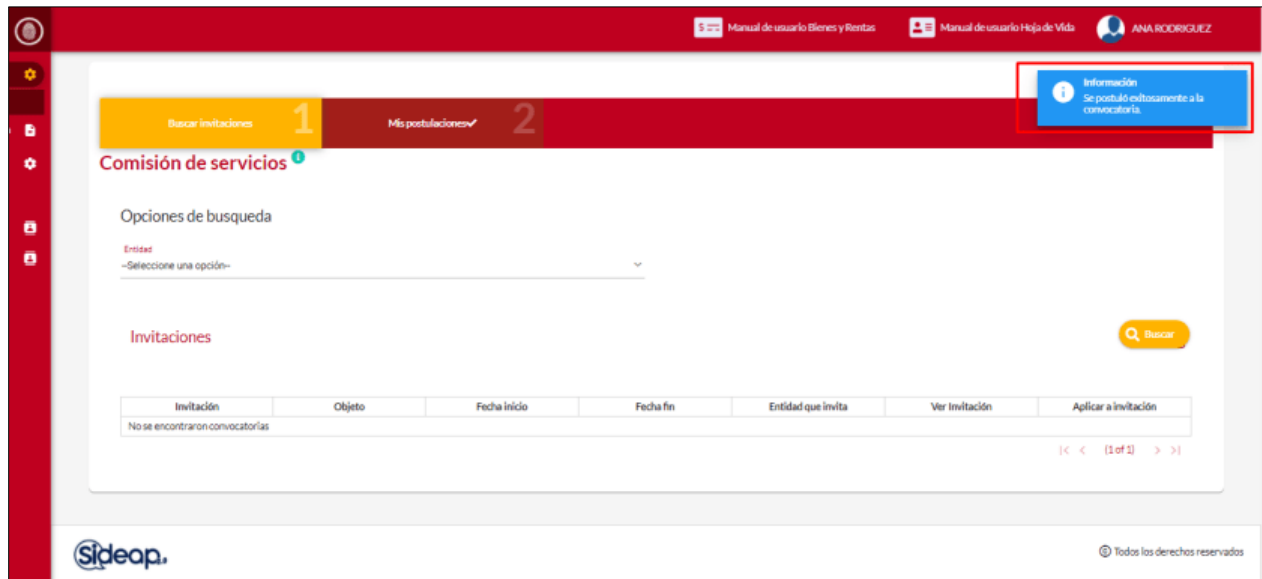 Manual de usuario Bienes y Rentas
Manual de usuario Hoja de Vida
ANA RODRIGUEZ
Información
Se postuló exitosamente a la
convocatoria.
Buscar invitaciones
1
Mis postulaciones
2
Comisión de servicios
Opciones de busqueda
Entidad
--Seleccione una opción--
Invitaciones
Buscar
Invitación Objeto Fecha inicio Fecha fin Entidad que invita Ver Invitación Aplicar a invitación
No se encontraron convocatorias
(1 of 1)
Sideap
© Todos los derechos reservados